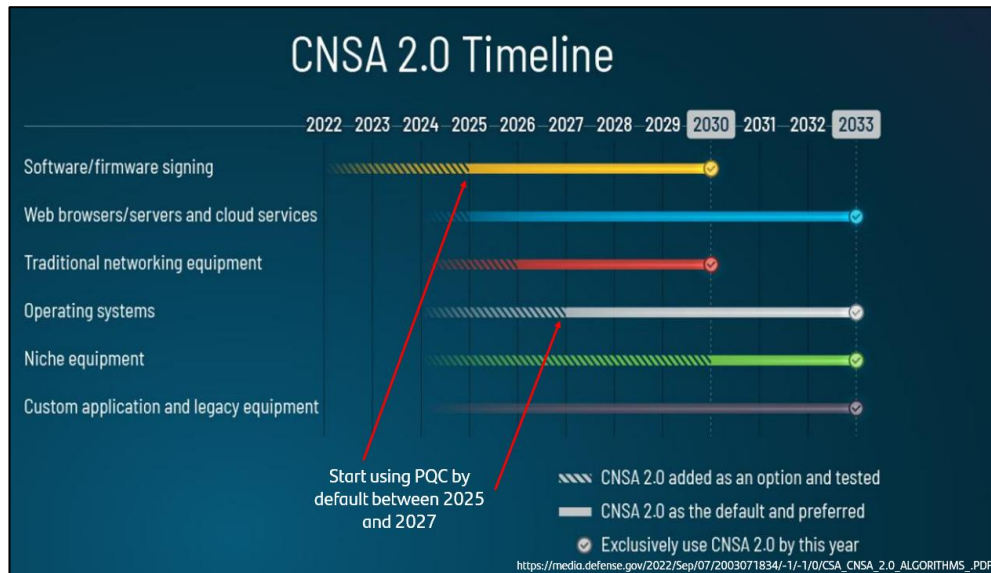 CNSA 2.0 Timeline
2022 2023 2024 2025 2026 2027 2028 2029 2030 2031 2032 2033
Software/firmware signing
Web browsers/servers and cloud services
Traditional networking equipment
Operating systems
Niche equipment
Custom application and legacy equipment
Start using PQC by
default between 2025
and 2027
CNSA 2.0 added as an option and tested
CNSA 2.0 as the default and preferred
Exclusively use CNSA 2.0 by this year
https://media.defense.gov/2022/Sep/07/2003071834/-1/-1/0/CSA_CNSA_2.0_ALGORITHMS_.PDF